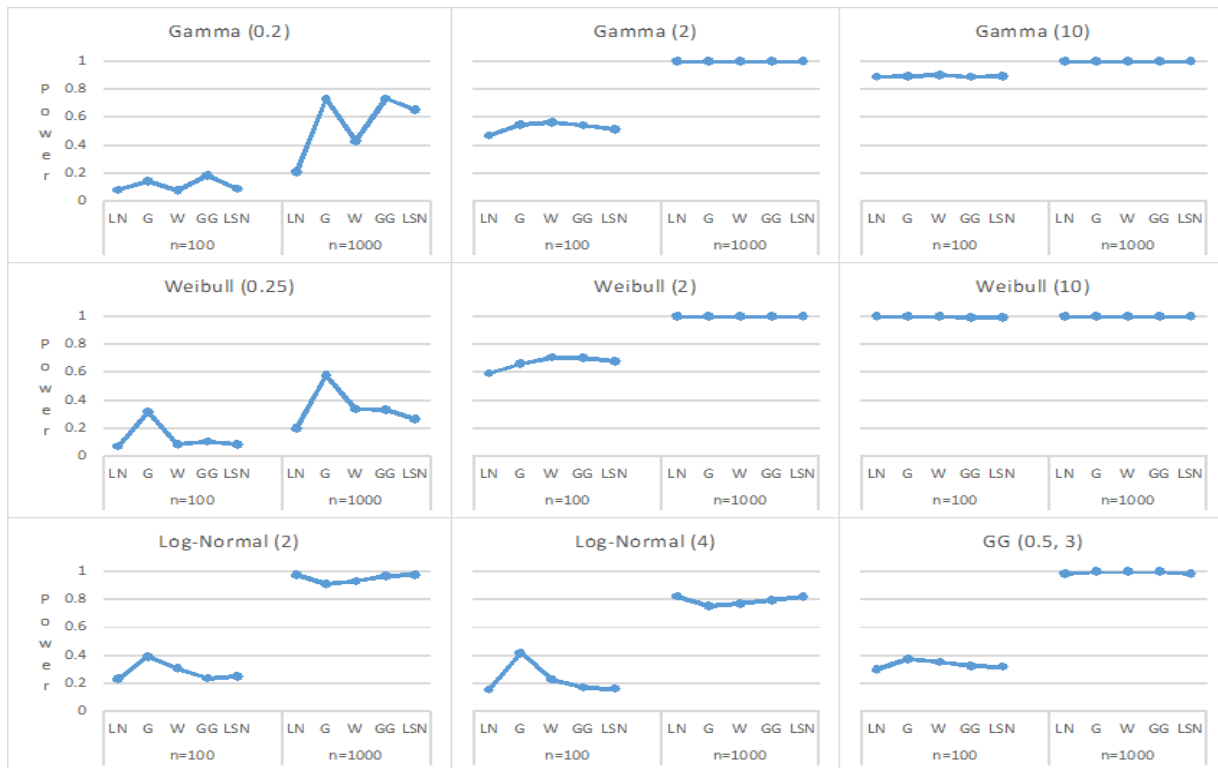 Gamma (0.2)
Gamma (2)
Gamma (10)
Power
1
0.8
0.6
0.4
0.2
0
LN G W GG LSN LN G W GG LSN
n=100 n=1000
LN G W GG LSN LN G W GG LSN
n=100 n=1000
LN G W GG LSN LN G W GG LSN
n=100 n=1000
Weibull (0.25)
Weibull (2)
Weibull (10)
Power
1
0.8
0.6
0.4
0.2
0
LN G W GG LSN LN G W GG LSN
n=100 n=1000
LN G W GG LSN LN G W GG LSN
n=100 n=1000
LN G W GG LSN LN G W GG LSN
n=100 n=1000
Log-Normal (2)
Log-Normal (4)
GG (0.5, 3)
Power
1
0.8
0.6
0.4
0.2
0
LN G W GG LSN LN G W GG LSN
n=100 n=1000
LN G W GG LSN LN G W GG LSN
n=100 n=1000
LN G W GG LSN LN G W GG LSN
n=100 n=1000